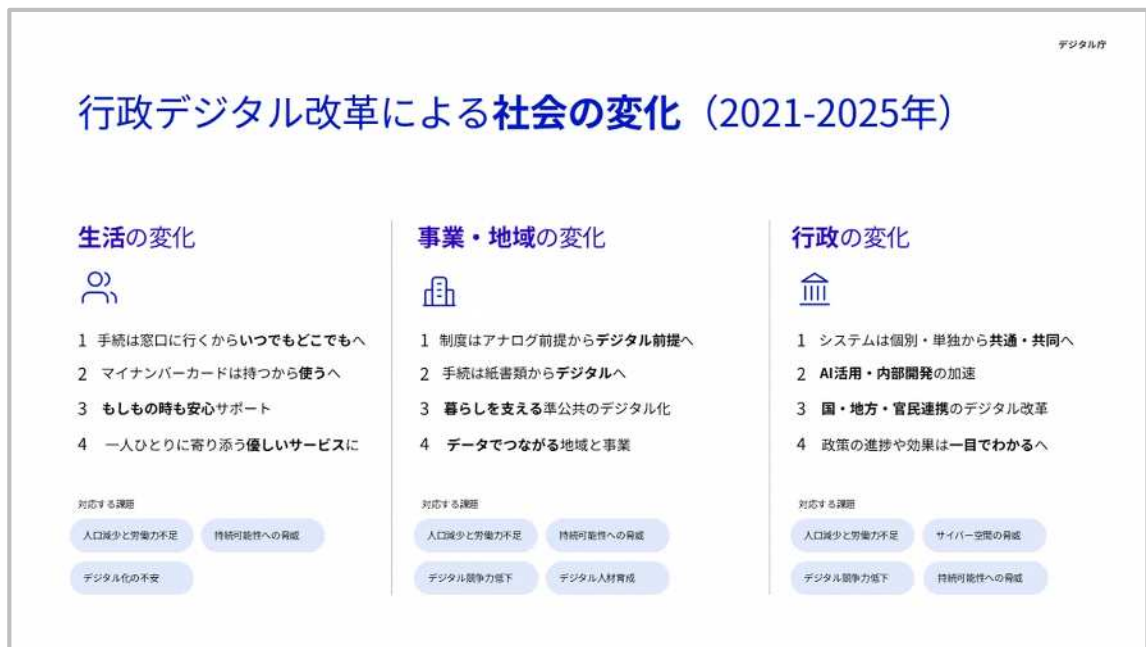 デジタル庁
行政デジタル改革による社会の変化（2021-2025年）
生活の変化
1 手続は窓口に行くからいつでもどこでもへ
2 マイナンバーカードは持つから使うへ
3 もしもの時も安心サポート
4 一人ひとりに寄り添う優しいサービスに
対応する課題
人口減少と労働力不足
持続可能性への脅威
デジタル化の不安
事業・地域の変化
1 制度はアナログ前提からデジタル前提へ
2 手続は紙書類からデジタルへ
3 暮らしを支える準公共のデジタル化
4 データでつながる地域と事業
対応する課題
人口減少と労働力不足
持続可能性への脅威
デジタル競争力低下
デジタル人材育成
行政の変化
1 システムは個別・単独から共通・共同へ
2 AI活用・内部開発の加速
3 国・地方・官民連携のデジタル改革
4 政策の進捗や効果は一目でわかるへ
対応する課題
人口減少と労働力不足
サイバー空間の脅威
デジタル競争力低下
持続可能性への脅威